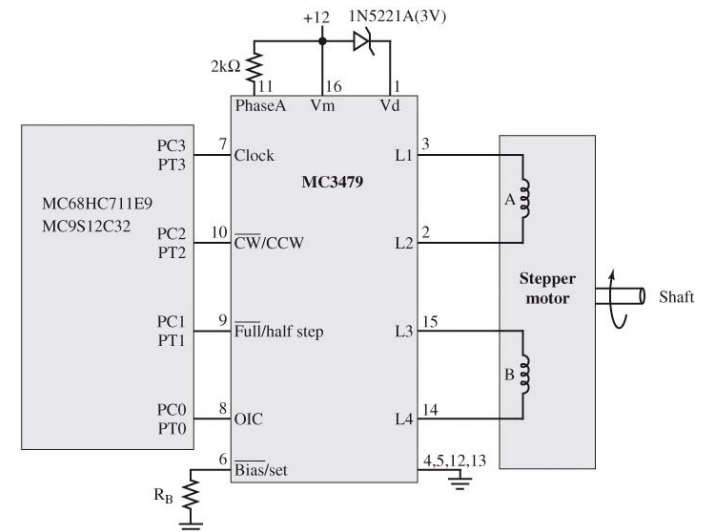 +12 1N5221A(3V)
2kΩ
11 16 1
PhaseA Vm Vd
PC3 7 3
PT3 Clock L1
MC3479
MC68HC711E9 A
MC9S12C32
PC2 10 2
PT2 CW/CCW L2
Stepper
motor
Shaft
PC1 9 15
PT1 Full/half step L3
B
PC0 8 14
PT0 OIC L4
6 4,5,12,13
Bias/set
RB